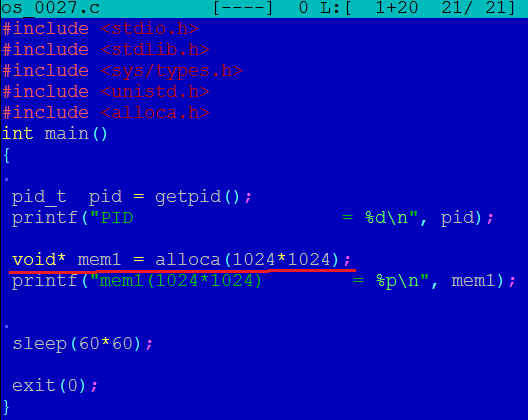 os_0027.c          [----]  0 L:[  1+20  21/ 21]
#include <stdio.h>
#include <stdlib.h>
#include <sys/types.h>
#include <unistd.h>
#include <alloca.h>
int main()
{
.
 pid_t  pid = getpid();
 printf("PID                    = %d\n", pid);
 void* mem1 = alloca(1024*1024);
 printf("mem1(1024*1024)         = %p\n", mem1);
.
 sleep(60*60);
 exit(0);
}